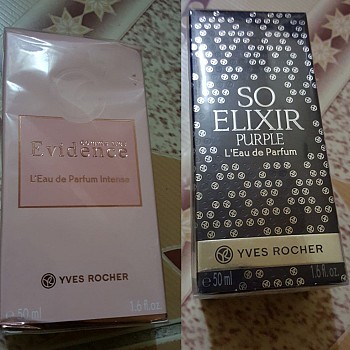 Evidence
L'Eau de Parfum Intense
YVES ROCHER
e 50 ml
1.6 fl.oz.
SO
ELIXIR
PURPLE
L'Eau de Parfum
YVES ROCHER
e 50 ml
1.6 fl.oz.